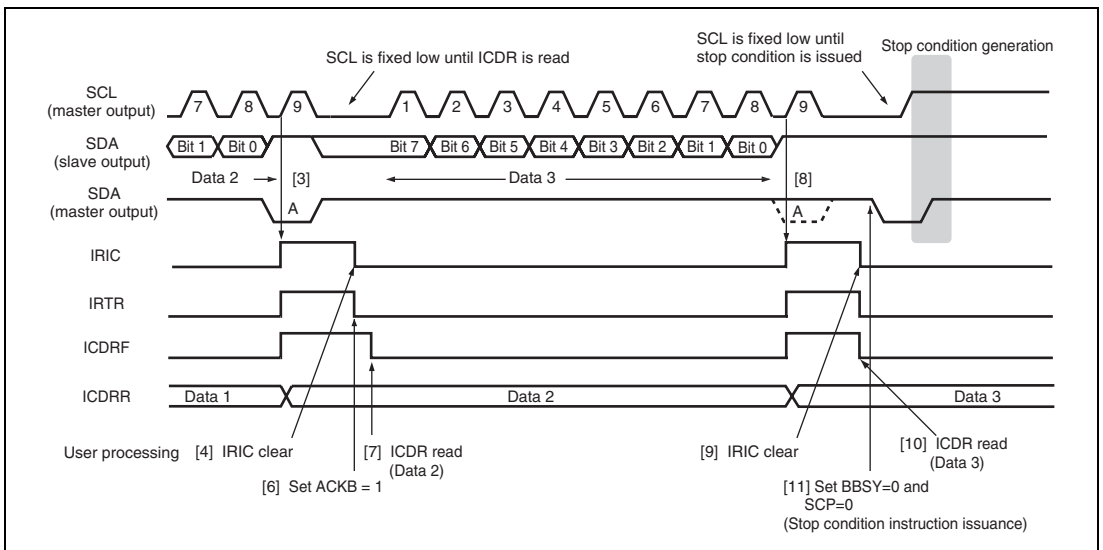 SCL is fixed low until ICDR is read
SCL is fixed low until
stop condition is issued
Stop condition generation
SCL
(master output)
7 8 9 1 2 3 4 5 6 7 8 9
SDA
(slave output)
Bit 1 Bit 0 Bit 7 Bit 6 Bit 5 Bit 4 Bit 3 Bit 2 Bit 1 Bit 0
Data 2 [3] Data 3 [8]
SDA
(master output)
A A
IRIC
IRTR
ICDRF
ICDRR Data 1 Data 2 Data 3
User processing [4] IRIC clear
[7] ICDR read
(Data 2)
[6] Set ACKB = 1
[9] IRIC clear
[10] ICDR read
(Data 3)
[11] Set BBSY=0 and
SCP=0
(Stop condition instruction issuance)